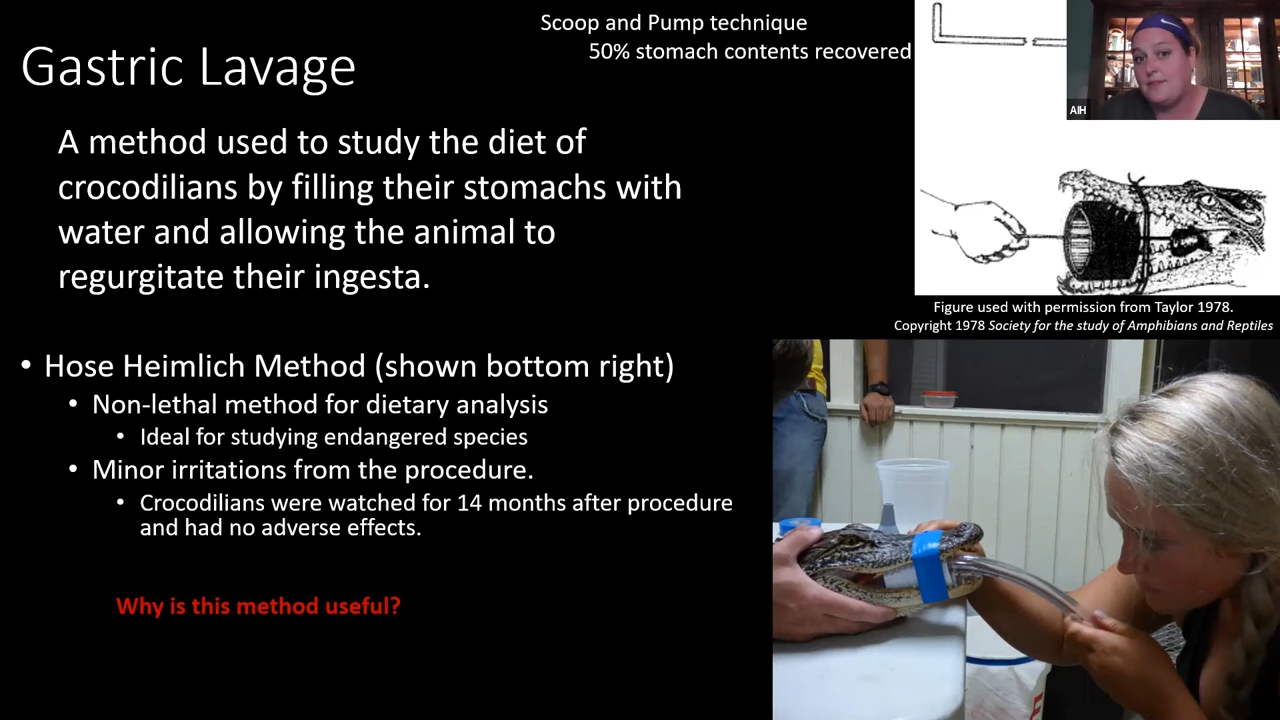 Scoop and Pump technique
50% stomach contents recovered
Gastric Lavage
AIH
A method used to study the diet of
crocodilians by filling their stomachs with
water and allowing the animal to
regurgitate their ingesta.
Figure used with permission from Taylor 1978.
Copyright 1978 Society for the study of Amphibians and Reptiles
• Hose Heimlich Method (shown bottom right)
• Non-lethal method for dietary analysis
• Ideal for studying endangered species
• Minor irritations from the procedure.
• Crocodilians were watched for 14 months after procedure
and had no adverse effects.
Why is this method useful?